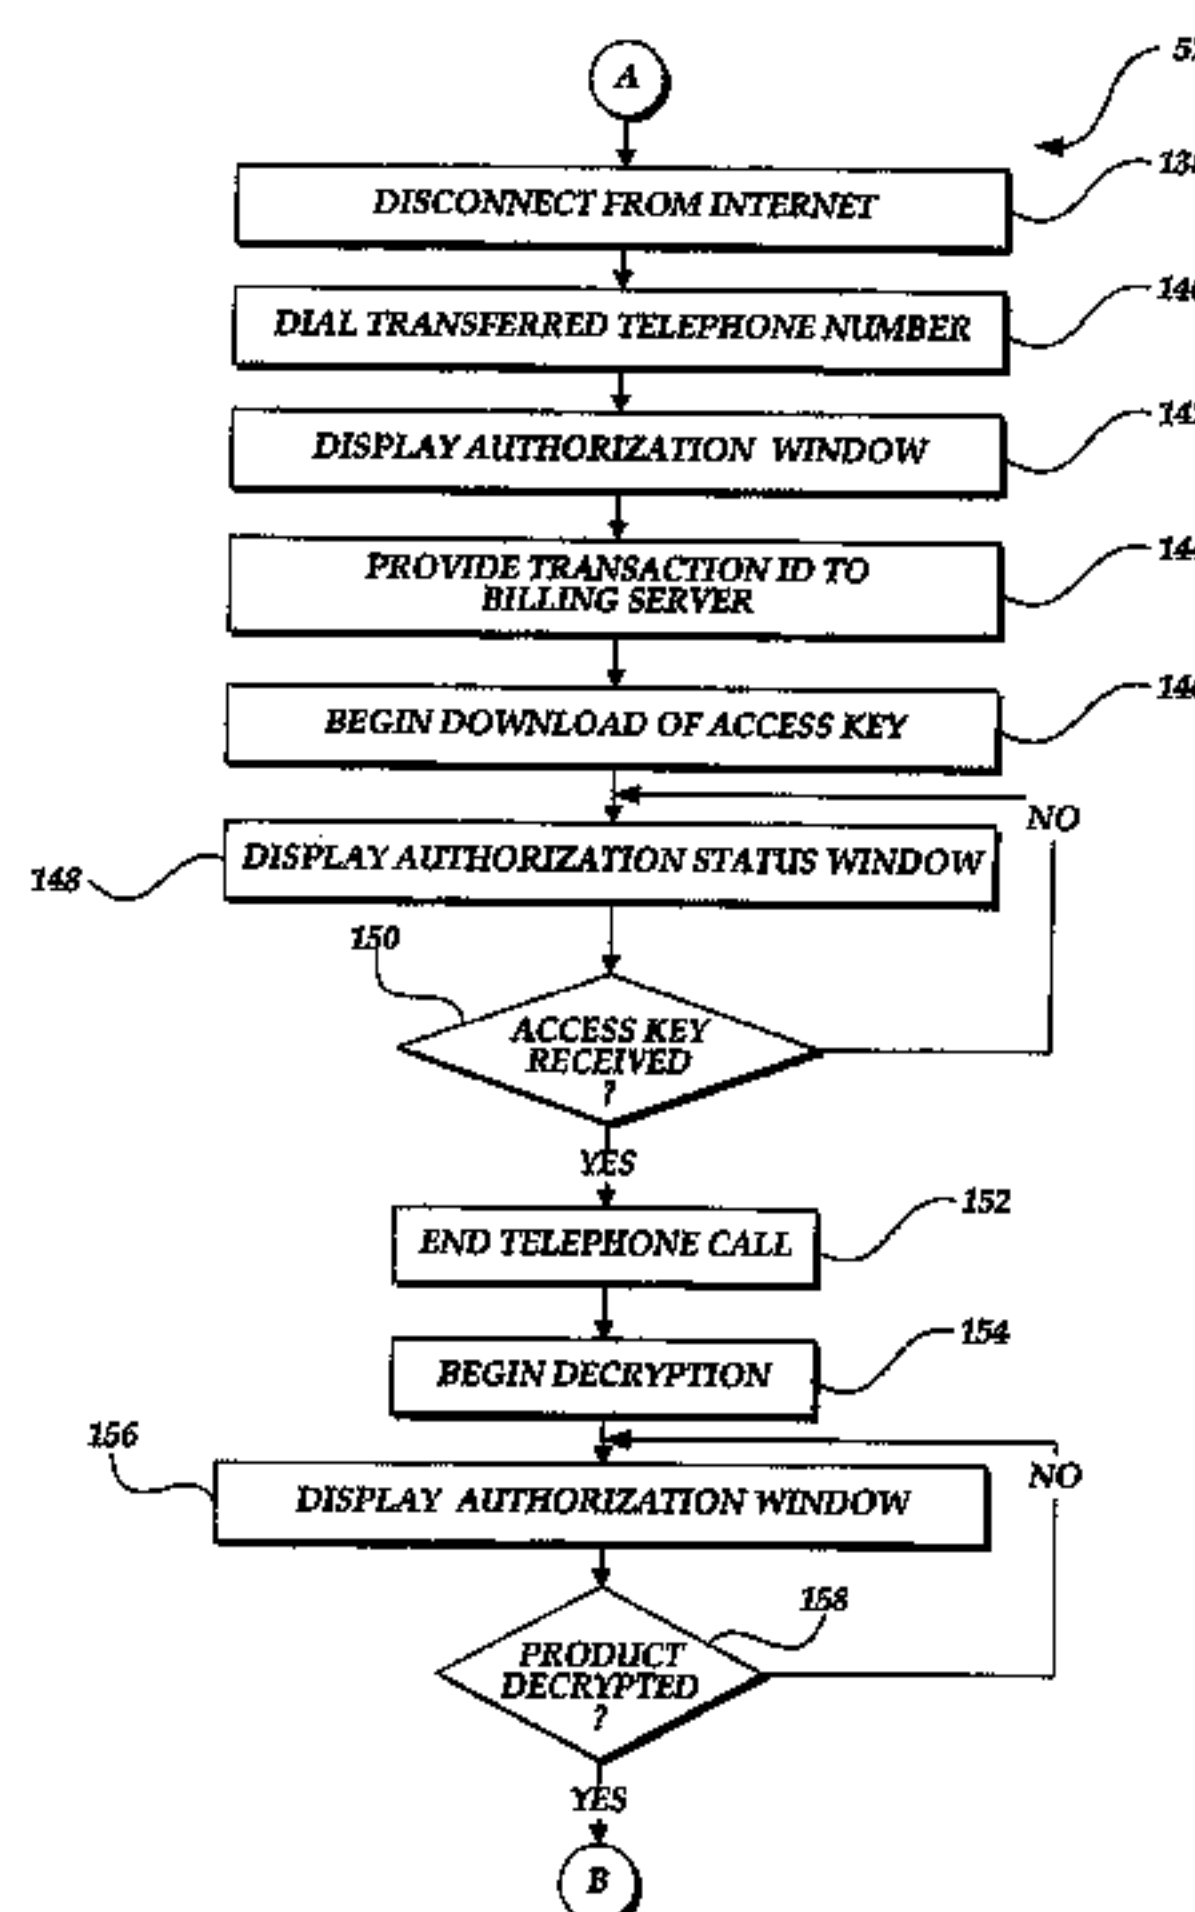 A
DISCONNECT FROM INTERNET
DIAL TRANSFERRED TELEPHONE NUMBER
DISPLAY AUTHORIZATION WINDOW
PROVIDE TRANSACTION ID TO
BILLING SERVER
144
BEGIN DOWNLOAD OF ACCESS KEY
NO
DISPLAY AUTHORIZATION STATUS WINDOW
148
150
ACCESS KEY
RECEIVED
?
YES
152
END TELEPHONE CALL
154
BEGIN DECRYPTION
156
NO
DISPLAY AUTHORIZATION WINDOW
158
PRODUCT
DECRYPTED
?
YES
B